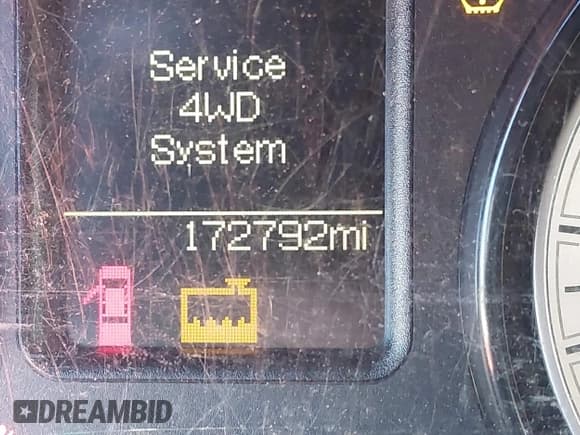 Service
4WD
System
172792mi
DREAMBID